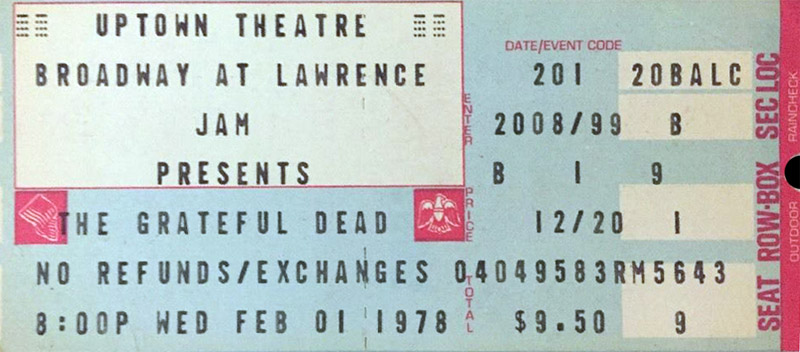 UPTOWN THEATRE
BROADWAY AT LAWRENCE
JAM
PRESENTS
THE GRATEFUL DEAD
NO REFUNDS/EXCHANGES 04049583RM5643
8:00P WED FEB 01 1978 $9.50 9
DATE/EVENT CODE
201 20BALC
2008/99 B
B 1 9
12/20 1
ENTER
PRICE
TOTAL
SEC LOC
ROW-BOX
SEAT
RAINCHECK
OUTDOOR